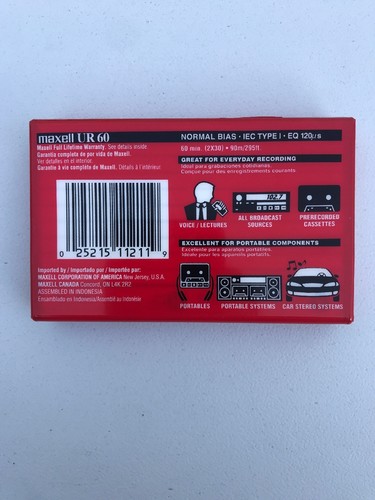 maxell UR 60
Maxell Full Lifetime Warranty. See details inside
Garantía completa de por vida de Maxell.
Ver detalles en el interior.
Garantie à vie complète de Maxell. Détails à l'intérieur.
0 25215 11211 9
Imported by / Importado por / Importée par:
MAXELL CORPORATION OF AMERICA New Jersey, U.S.A.
MAXELL CANADA Concord, ON L4K 2H2
ASSEMBLED IN INDONESIA
Ensamblado en Indonesia/Assemblé au Indonésie
NORMAL BIAS · IEC TYPE I · EQ 120µs
60 min. (2X30) • 90m/295ft.
GREAT FOR EVERYDAY RECORDING
Ideal para grabaciones cotidianas.
Conçue pour des enregistrements courants
102.7
VOICE / LECTURES
ALL BROADCAST
SOURCES
PRERECORDED
CASSETTES
EXCELLENT FOR PORTABLE COMPONENTS
Excelente para aparatos portátiles.
Idéale pour les appareils portatifs.
PORTABLES
PORTABLE SYSTEMS
CAR STEREO SYSTEMS